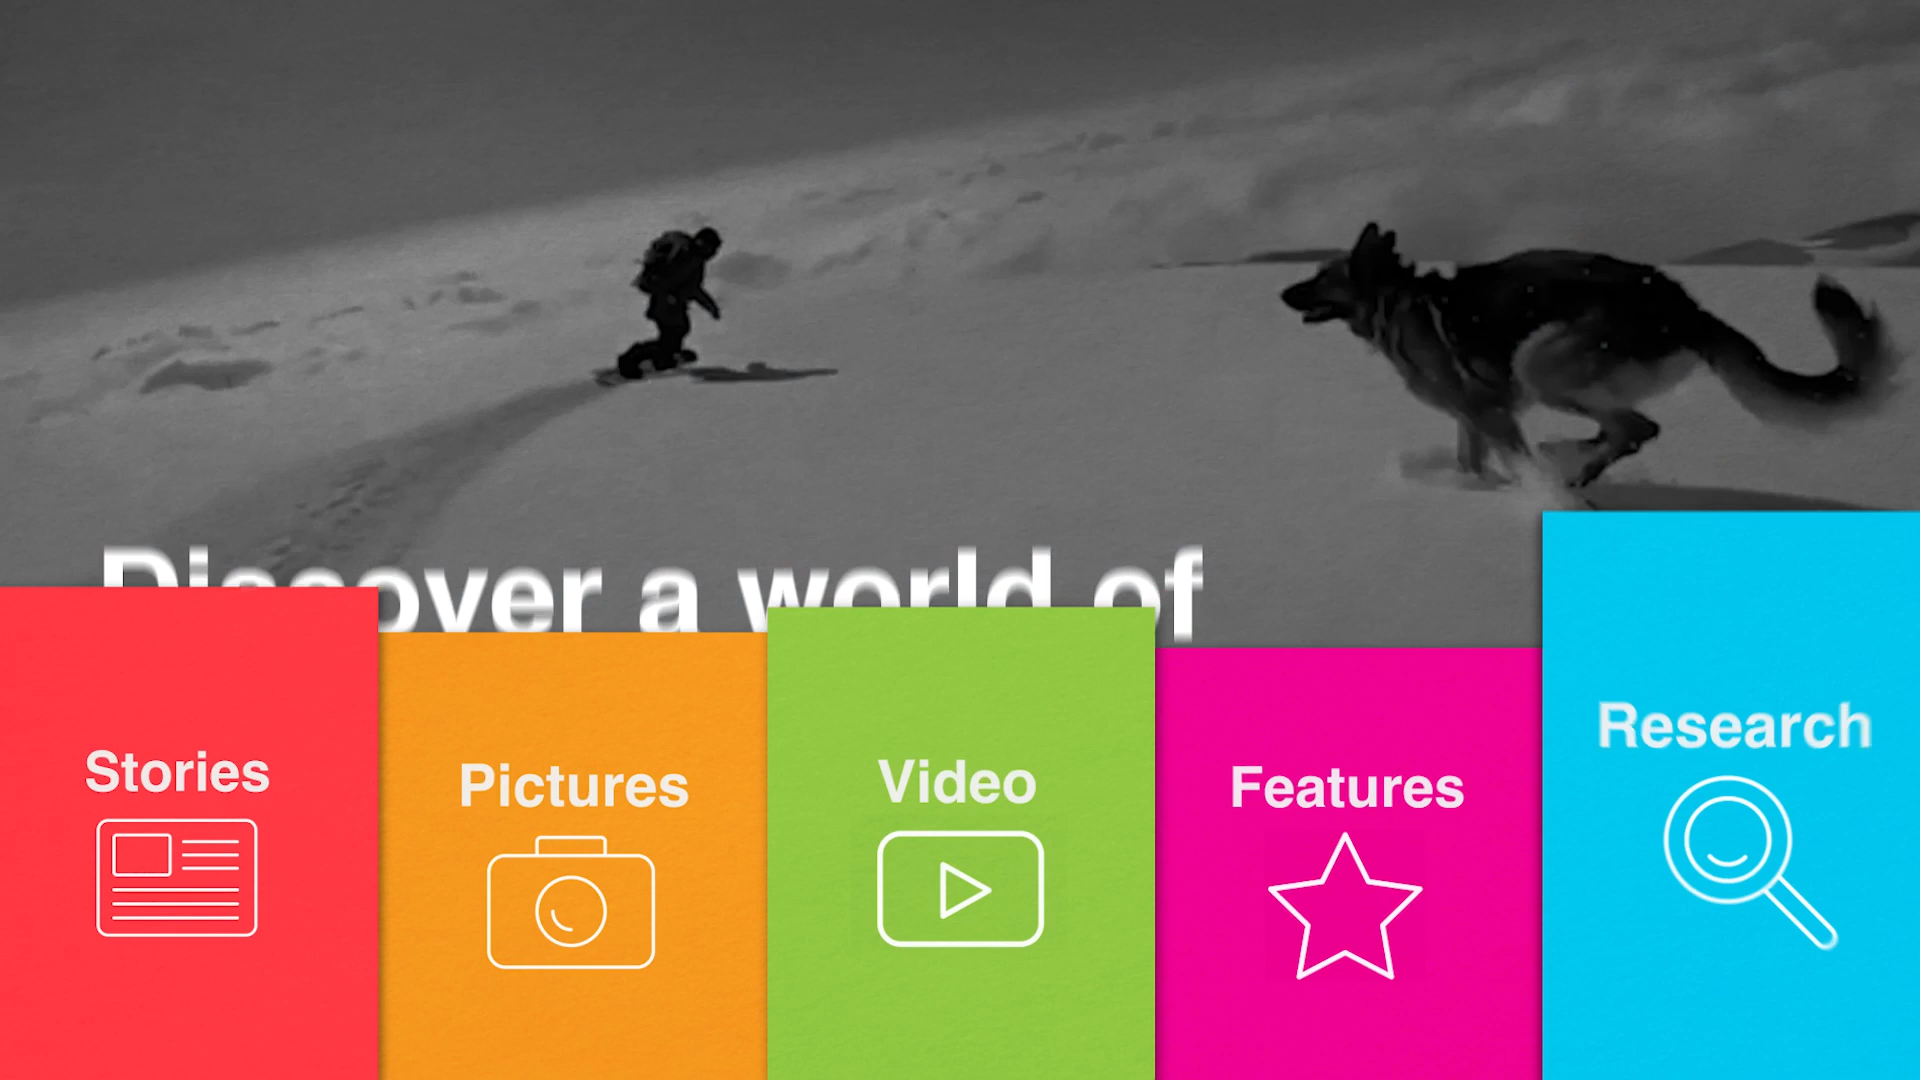 Discover a world of
Stories
Pictures
Video
Features
Research